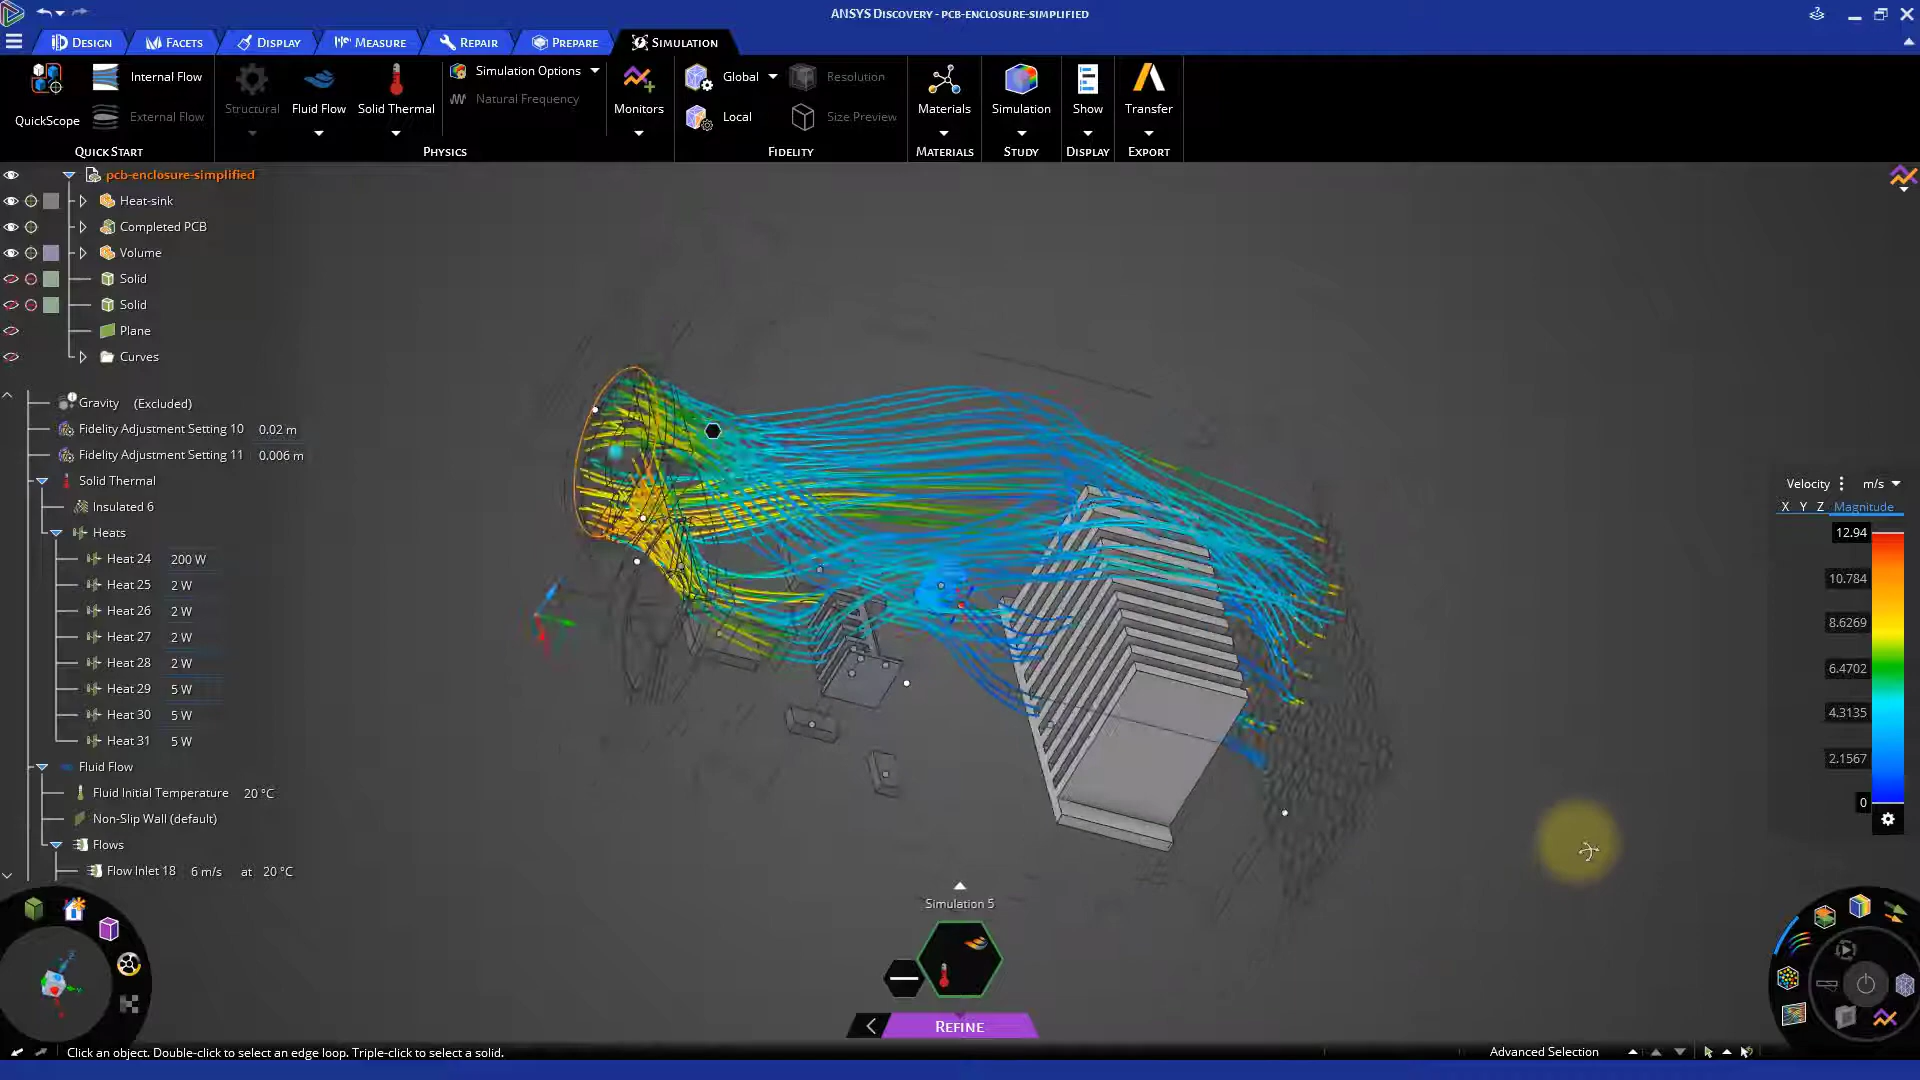 ANSYS Discovery - pcb-enclosure-simplified
Design
Facets
Display
Measure
Repair
Prepare
Simulation
QuickScope
Internal Flow
External Flow
Quick Start
Structural
Fluid Flow
Solid Thermal
Simulation Options
Natural Frequency
Physics
Monitors
Global
Local
Resolution
Size Preview
Fidelity
Materials
Materials
Simulation
Study
Show
Display
Transfer
Export
pcb-enclosure-simplified
Heat-sink
Completed PCB
Volume
Solid
Solid
Plane
Curves
Gravity (Excluded)
Fidelity Adjustment Setting 10 0.02 m
Fidelity Adjustment Setting 11 0.006 m
Solid Thermal
Insulated 6
Heats
Heat 24 200 W
Heat 25 2 W
Heat 26 2 W
Heat 27 2 W
Heat 28 2 W
Heat 29 5 W
Heat 30 5 W
Heat 31 5 W
Fluid Flow
Fluid Initial Temperature 20 °C
Non-Slip Wall (default)
Flows
Flow Inlet 18 6 m/s at 20 °C
Velocity m/s
X Y Z Magnitude
12.94
10.784
8.6269
6.4702
4.3135
2.1567
0
Simulation 5
Refine
Click an object. Double-click to select an edge loop. Triple-click to select a solid.
Advanced Selection